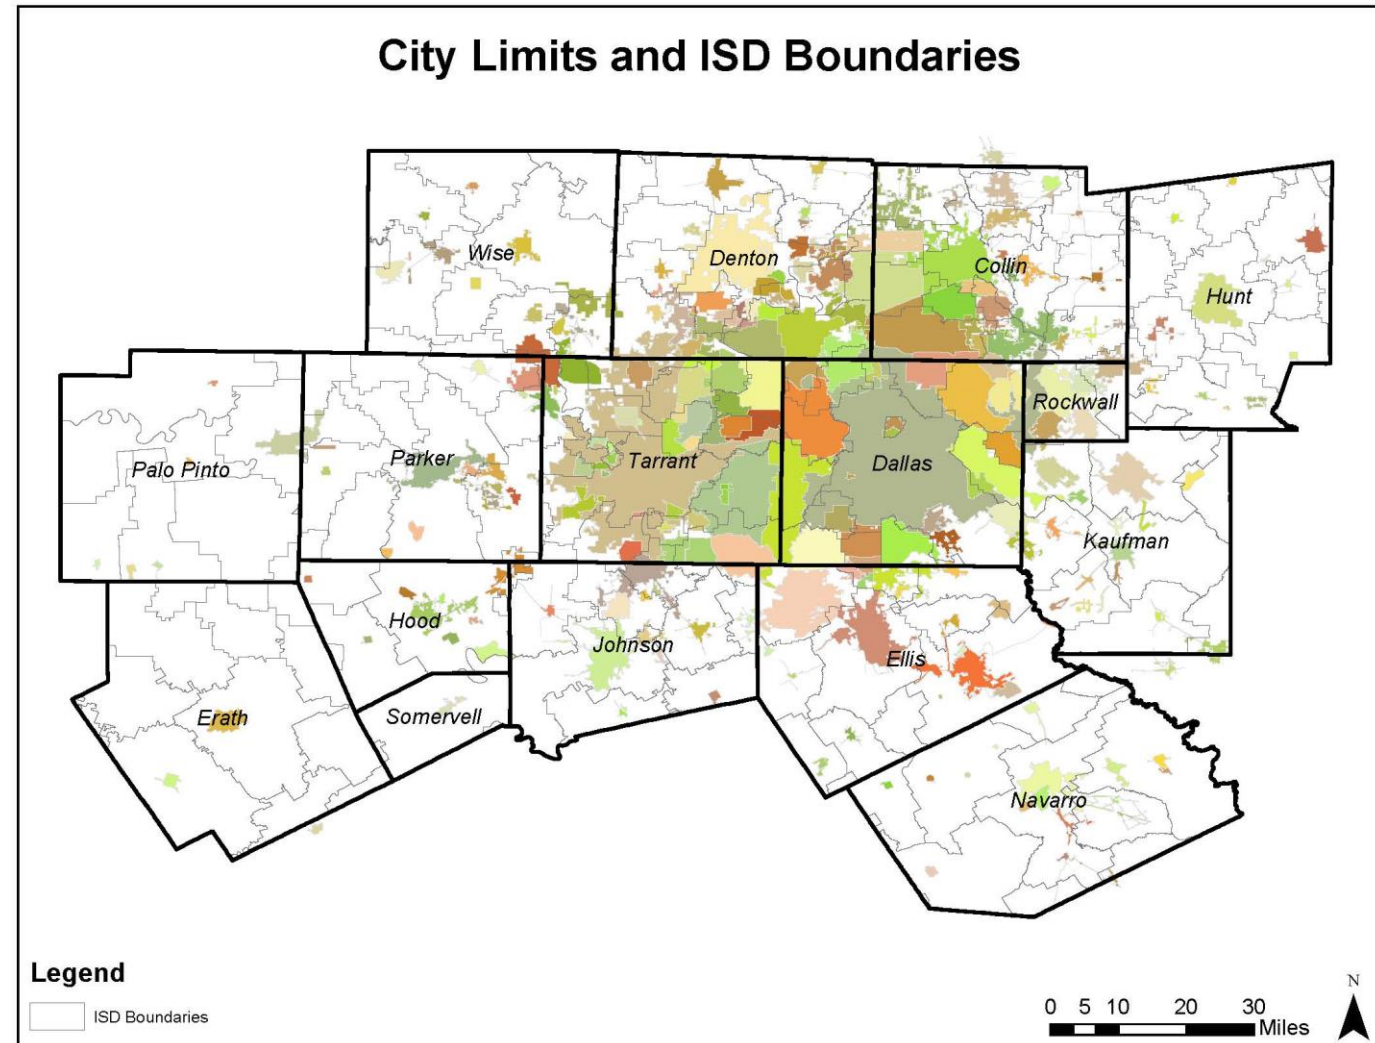 City Limits and ISD Boundaries
Wise
Denton
Collin
Hunt
Palo Pinto
Parker
Tarrant
Dallas
Rockwall
Kaufman
Hood
Johnson
Ellis
Erath
Somervell
Navarro
Legend
ISD Boundaries
N
0 5 10 20 30
Miles